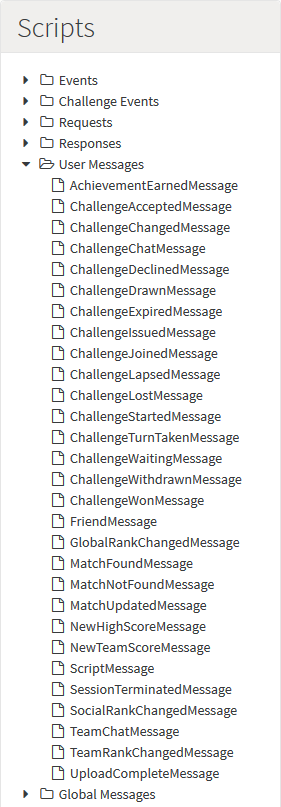 Scripts
Events
Challenge Events
Requests
Responses
User Messages
AchievementEarnedMessage
ChallengeAcceptedMessage
ChallengeChangedMessage
ChallengeChatMessage
ChallengeDeclinedMessage
ChallengeDrawnMessage
ChallengeExpiredMessage
ChallengeIssuedMessage
ChallengeJoinedMessage
ChallengeLapsedMessage
ChallengeLostMessage
ChallengeStartedMessage
ChallengeTurnTakenMessage
ChallengeWaitingMessage
ChallengeWithdrawnMessage
ChallengeWonMessage
FriendMessage
GlobalRankChangedMessage
MatchFoundMessage
MatchNotFoundMessage
MatchUpdatedMessage
NewHighScoreMessage
NewTeamScoreMessage
ScriptMessage
SessionTerminatedMessage
SocialRankChangedMessage
TeamChatMessage
TeamRankChangedMessage
UploadCompleteMessage
Global Messages